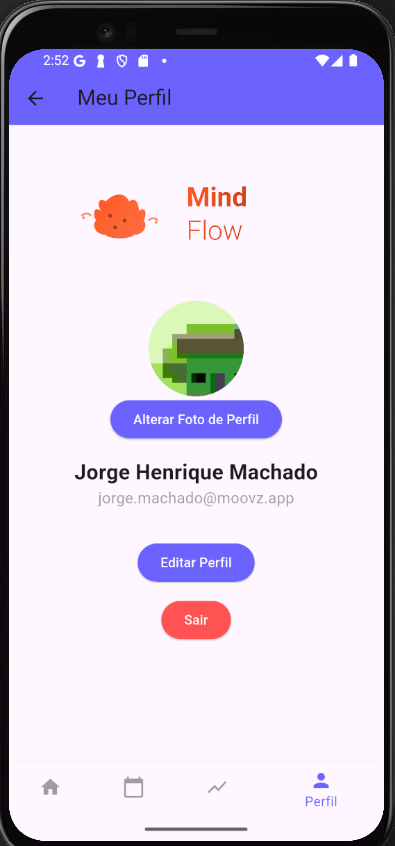 2:52
Meu Perfil
Mind
Flow
Alterar Foto de Perfil
Jorge Henrique Machado
jorge.machado@moovz.app
Editar Perfil
Sair
Perfil